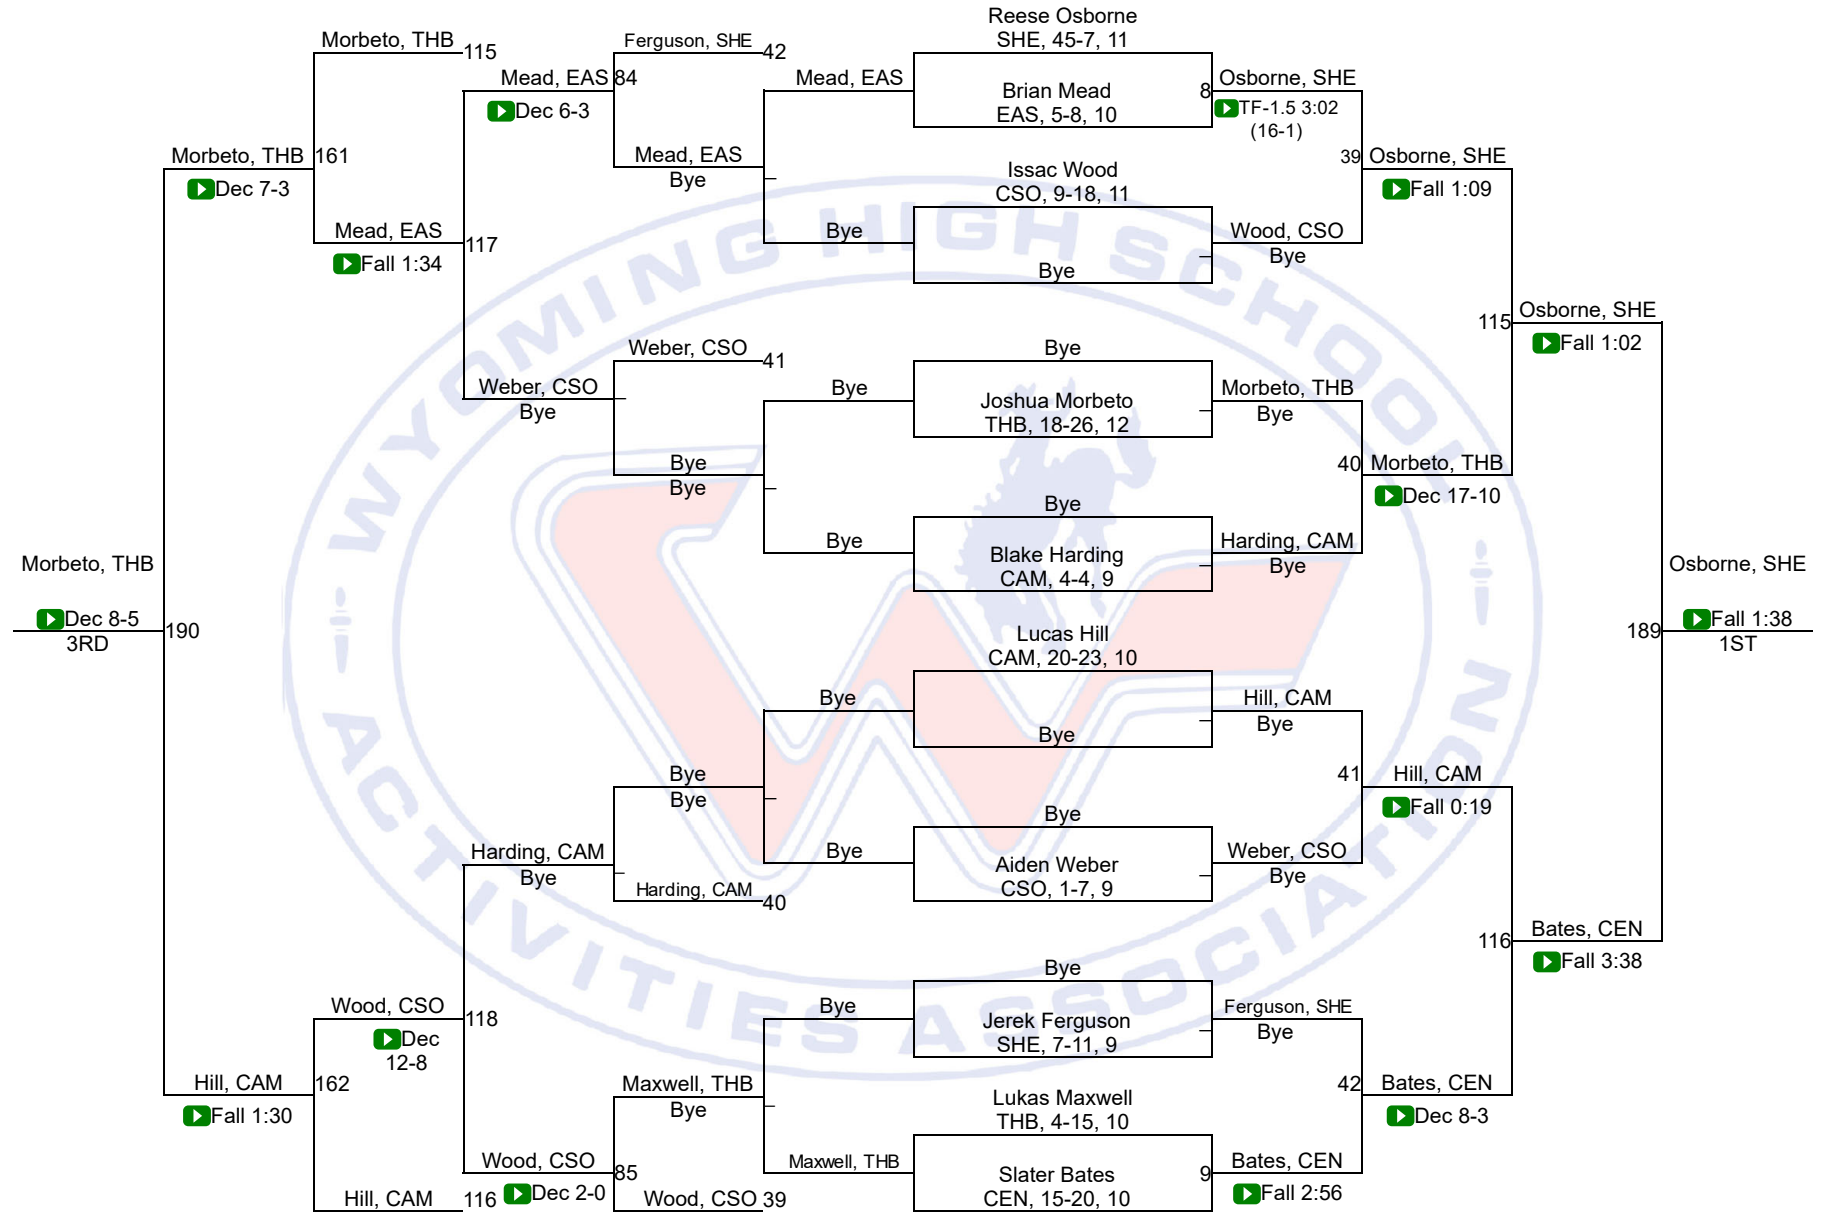 Reese Osborne
SHE, 45-7, 11
Morbeto, THB
115
Ferguson, SHE
42
Mead, EAS
84
Dec 6-3
Mead, EAS
Brian Mead
EAS, 5-8, 10
8
Osborne, SHE
TF-1.5 3:02
(16-1)
Morbeto, THB
161
Dec 7-3
Mead, EAS
Bye
Issac Wood
CSO, 9-18, 11
39
Osborne, SHE
Fall 1:09
Mead, EAS
117
Fall 1:34
Bye
Bye
Wood, CSO
Bye
115
Osborne, SHE
Fall 1:02
Weber, CSO
41
Weber, CSO
Bye
Bye
Bye
Joshua Morbeto
THB, 18-26, 12
Morbeto, THB
Bye
Bye
Bye
40
Morbeto, THB
Dec 17-10
Bye
Bye
Blake Harding
CAM, 4-4, 9
Harding, CAM
Bye
Morbeto, THB
Dec 8-5
3RD
190
Osborne, SHE
189
Fall 1:38
1ST
Lucas Hill
CAM, 20-23, 10
Bye
Bye
Hill, CAM
Bye
Bye
Bye
41
Hill, CAM
Fall 0:19
Harding, CAM
Bye
Harding, CAM
40
Bye
Bye
Aiden Weber
CSO, 1-7, 9
Weber, CSO
Bye
116
Bates, CEN
Fall 3:38
Wood, CSO
118
Dec
12-8
Bye
Bye
Jerek Ferguson
SHE, 7-11, 9
Ferguson, SHE
Bye
Hill, CAM
162
Fall 1:30
Maxwell, THB
Bye
Lukas Maxwell
THB, 4-15, 10
42
Bates, CEN
Dec 8-3
Wood, CSO
85
Dec 2-0
Maxwell, THB
Slater Bates
CEN, 15-20, 10
9
Bates, CEN
Fall 2:56
Hill, CAM
116
Wood, CSO
39
WYOMING HIGH SCHOOL
ACTIVITIES ASSOCIATION